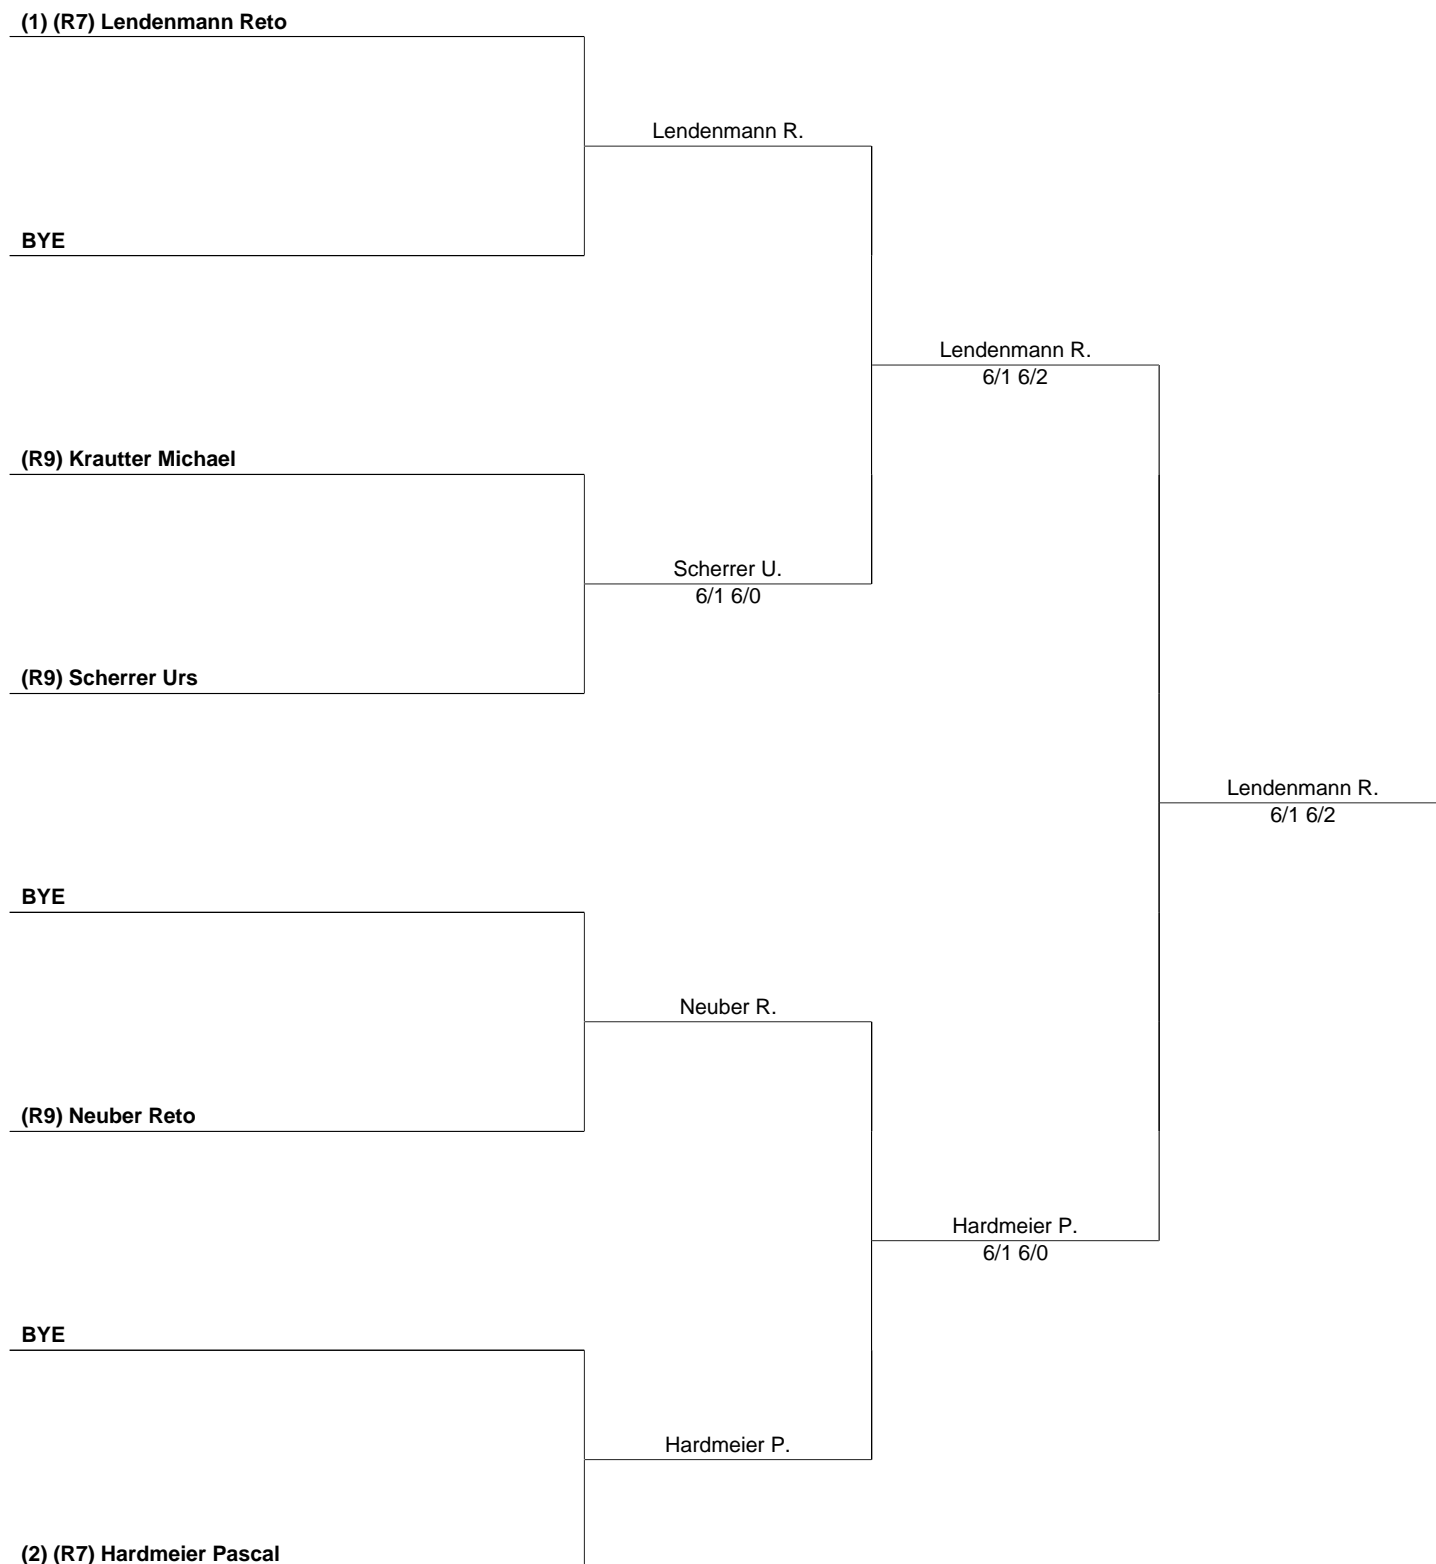 (1) (R7) Lendenmann Reto
Lendenmann R.
BYE
Lendenmann R.
6/1 6/2
(R9) Krautter Michael
Scherrer U.
6/1 6/0
(R9) Scherrer Urs
Lendenmann R.
6/1 6/2
BYE
Neuber R.
(R9) Neuber Reto
Hardmeier P.
6/1 6/0
BYE
Hardmeier P.
(2) (R7) Hardmeier Pascal